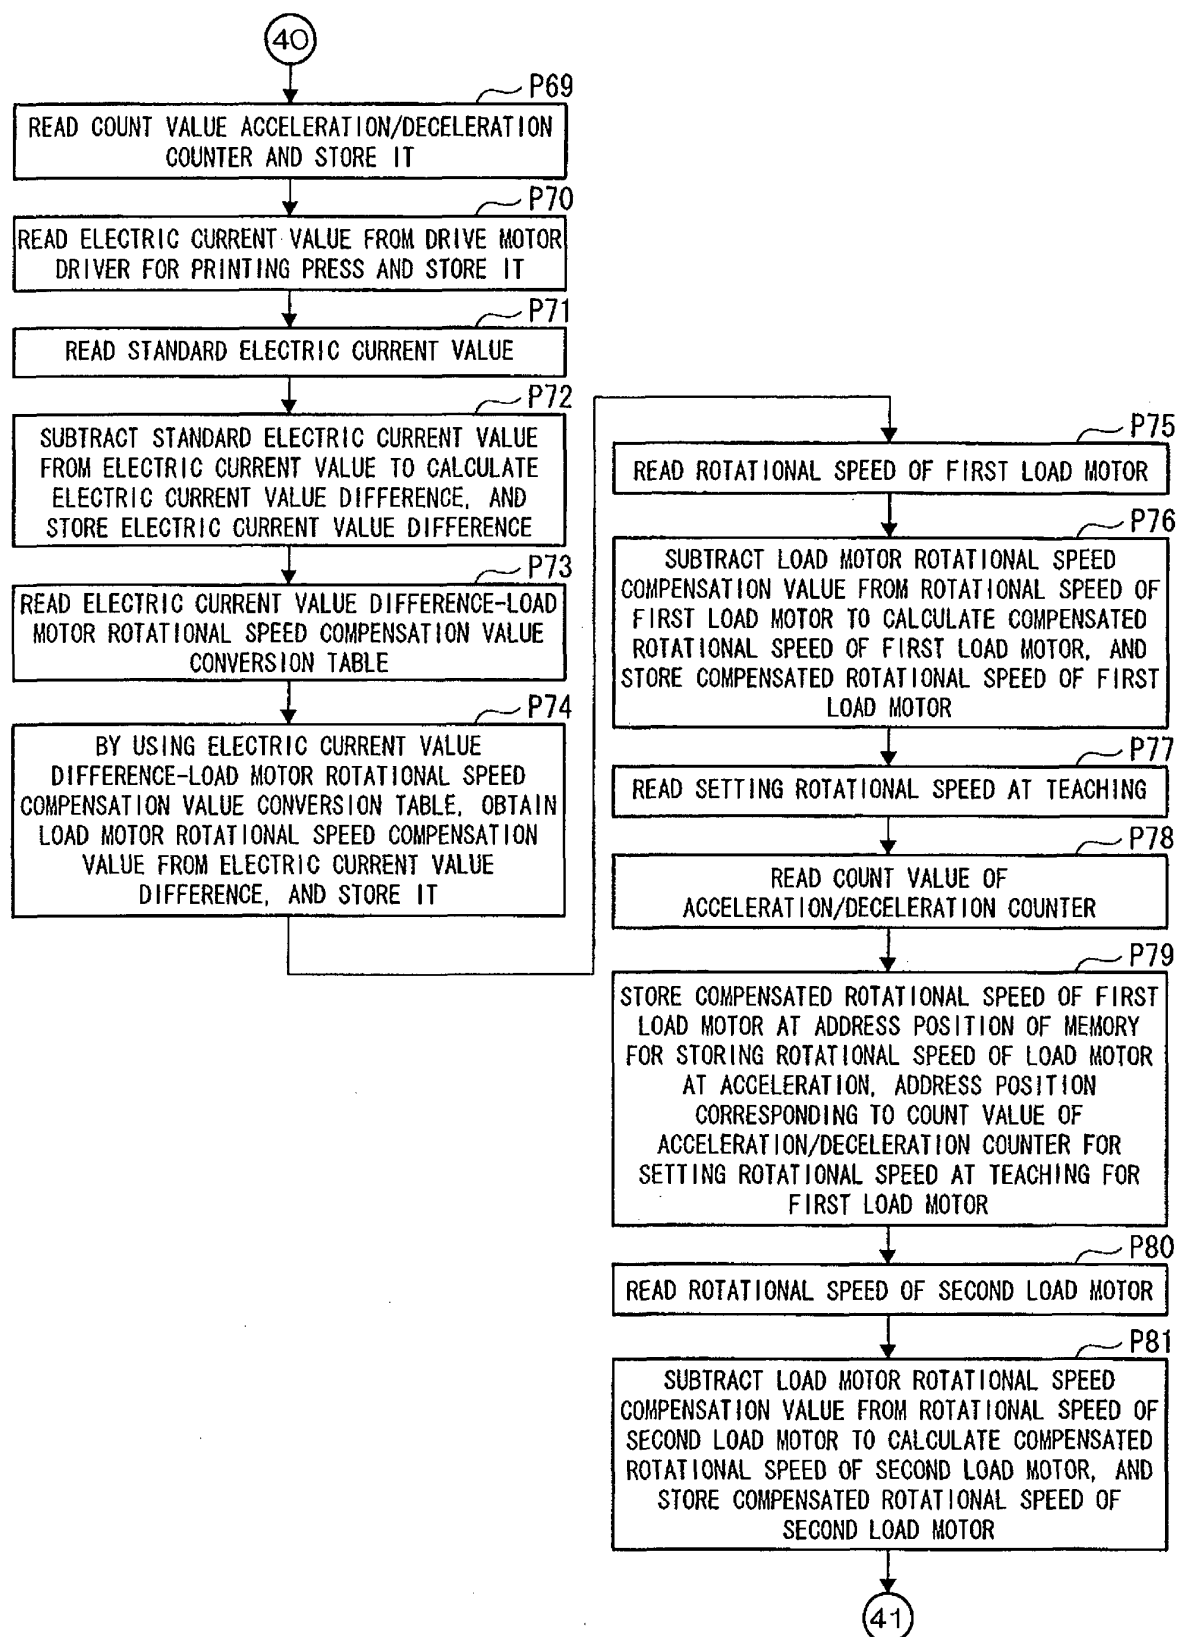 40
P69
READ COUNT VALUE ACCELERATION/DECELERATION
COUNTER AND STORE IT
P70
READ ELECTRIC CURRENT VALUE FROM DRIVE MOTOR
DRIVER FOR PRINTING PRESS AND STORE IT
P71
READ STANDARD ELECTRIC CURRENT VALUE
P72
SUBTRACT STANDARD ELECTRIC CURRENT VALUE
FROM ELECTRIC CURRENT VALUE TO CALCULATE
ELECTRIC CURRENT VALUE DIFFERENCE, AND
STORE ELECTRIC CURRENT VALUE DIFFERENCE
P73
READ ELECTRIC CURRENT VALUE DIFFERENCE-LOAD
MOTOR ROTATIONAL SPEED COMPENSATION VALUE
CONVERSION TABLE
P74
BY USING ELECTRIC CURRENT VALUE
DIFFERENCE-LOAD MOTOR ROTATIONAL SPEED
COMPENSATION VALUE CONVERSION TABLE, OBTAIN
LOAD MOTOR ROTATIONAL SPEED COMPENSATION
VALUE FROM ELECTRIC CURRENT VALUE
DIFFERENCE, AND STORE IT
P75
READ ROTATIONAL SPEED OF FIRST LOAD MOTOR
P76
SUBTRACT LOAD MOTOR ROTATIONAL SPEED
COMPENSATION VALUE FROM ROTATIONAL SPEED OF
FIRST LOAD MOTOR TO CALCULATE COMPENSATED
ROTATIONAL SPEED OF FIRST LOAD MOTOR, AND
STORE COMPENSATED ROTATIONAL SPEED OF FIRST
LOAD MOTOR
P77
READ SETTING ROTATIONAL SPEED AT TEACHING
P78
READ COUNT VALUE OF
ACCELERATION/DECELERATION COUNTER
P79
STORE COMPENSATED ROTATIONAL SPEED OF FIRST
LOAD MOTOR AT ADDRESS POSITION OF MEMORY
FOR STORING ROTATIONAL SPEED OF LOAD MOTOR
AT ACCELERATION, ADDRESS POSITION
CORRESPONDING TO COUNT VALUE OF
ACCELERATION/DECELERATION COUNTER FOR
SETTING ROTATIONAL SPEED AT TEACHING FOR
FIRST LOAD MOTOR
P80
READ ROTATIONAL SPEED OF SECOND LOAD MOTOR
P81
SUBTRACT LOAD MOTOR ROTATIONAL SPEED
COMPENSATION VALUE FROM ROTATIONAL SPEED OF
SECOND LOAD MOTOR TO CALCULATE COMPENSATED
ROTATIONAL SPEED OF SECOND LOAD MOTOR, AND
STORE COMPENSATED ROTATIONAL SPEED OF
SECOND LOAD MOTOR
41